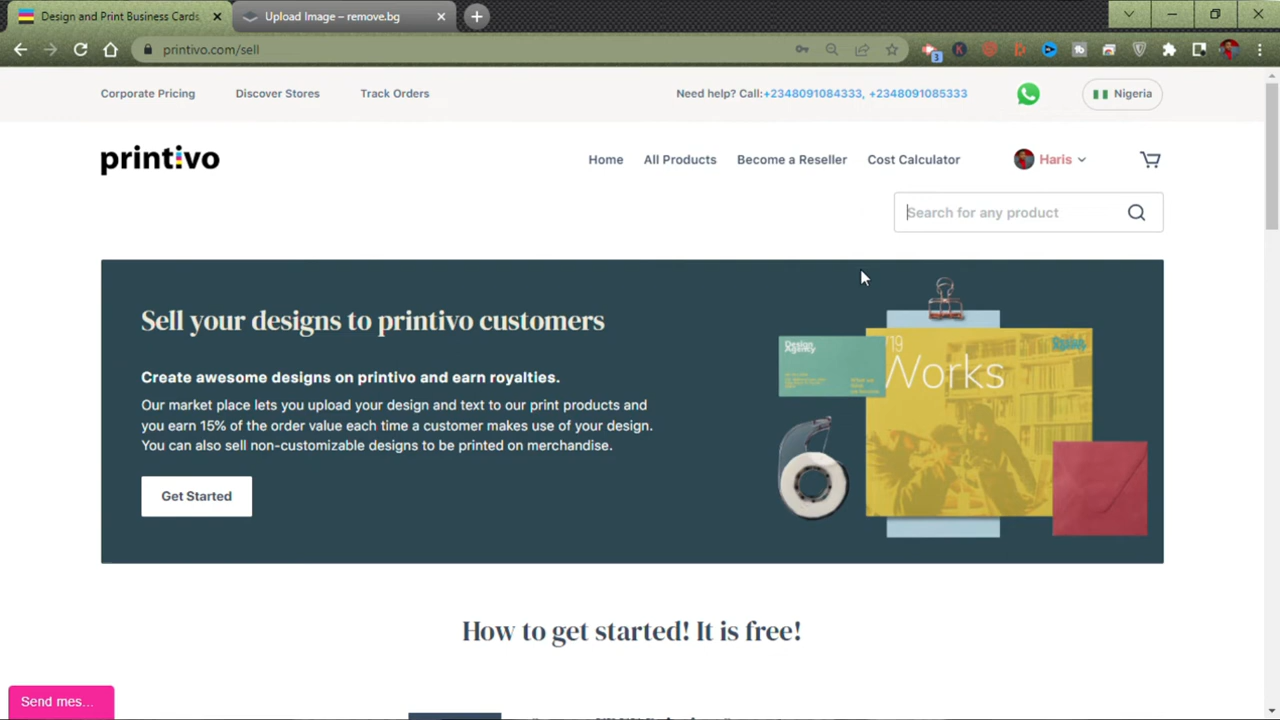 Design and Print Business Cards,
Upload Image – remove.bg
printivo.com/sell
3
Corporate Pricing
Discover Stores
Track Orders
Need help? Call:+2348091084333, +2348091085333
Nigeria
printivo
Home
All Products
Become a Reseller
Cost Calculator
Haris
Search for any product
Sell your designs to printivo customers
Create awesome designs on printivo and earn royalties.
Our market place lets you upload your design and text to our print products and
you earn 15% of the order value each time a customer makes use of your design.
You can also sell non-customizable designs to be printed on merchandise.
Get Started
Design
Agency
19
Works
How to get started! It is free!
Send mes...